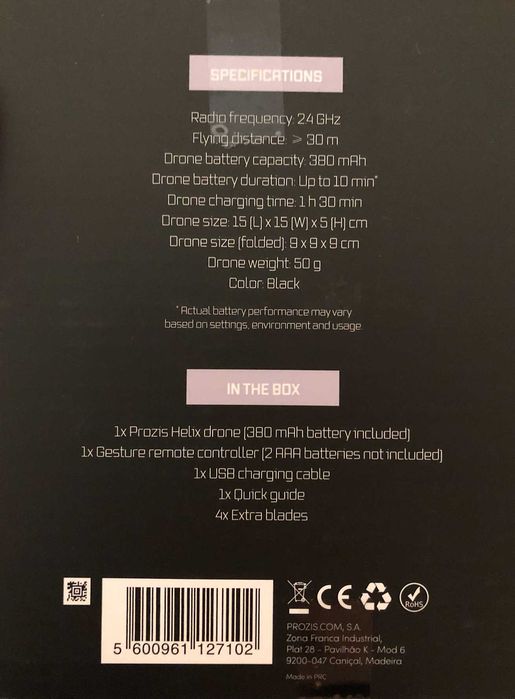 SPECIFICATIONS
Radio frequency: 2.4 GHz
Flying distance: ⩾ 30 m
Drone battery capacity: 380 mAh
Drone battery duration: Up to 10 min*
Drone charging time: 1 h 30 min
Drone size: 15 (L) x 15 (W) x 5 (H) cm
Drone size (folded): 9 x 9 x 9 cm
Drone weight: 50 g
Color: Black
* Actual battery performance may vary
based on settings, environment and usage.
IN THE BOX
1x Prozis Helix drone (380 mAh battery included)
1x Gesture remote controller (2 AAA batteries not included)
1x USB charging cable
1x Quick guide
4x Extra blades
CE
RoHS
5 600961 127102
PROZIS.COM, S.A.
Zona Franca Industrial,
Plat 28 - Pavilhão K - Mod 6
9200-047 Caniçal, Madeira
Made in PRC